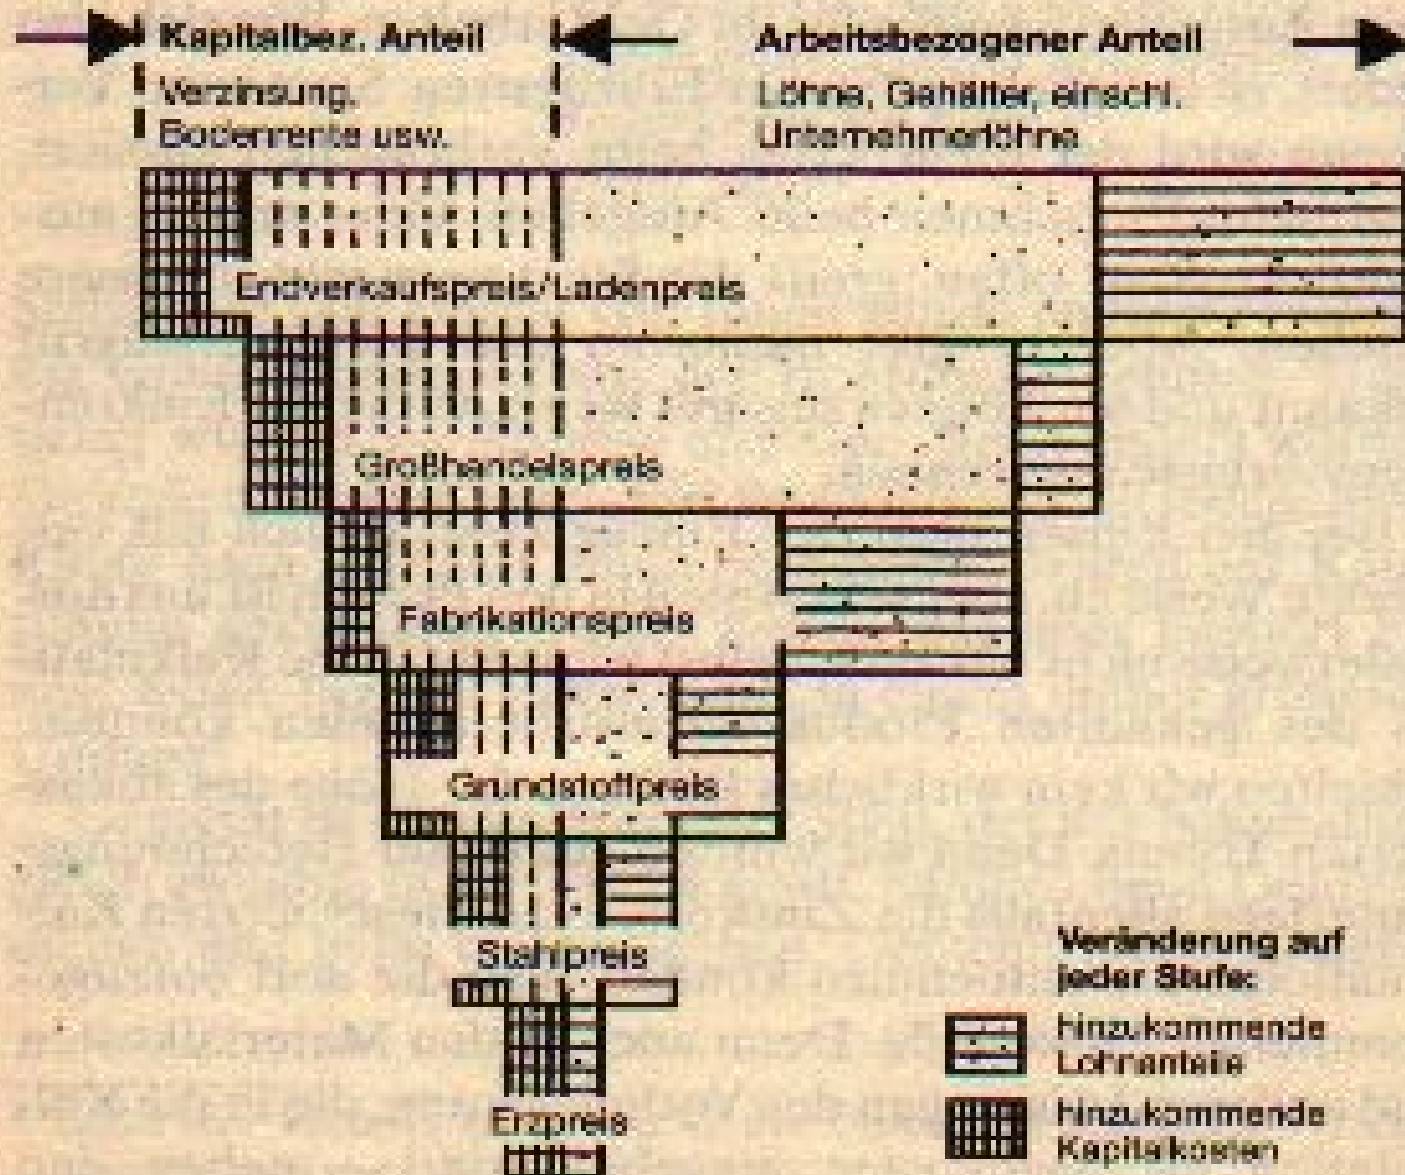 Kapitalbez. Anteil
Verzinsung,
Bodenrente usw.
Arbeitsbezogener Anteil
Löhne, Gehälter, einschl.
Unternehmerlöhne
Endverkaufspreis/Ladenpreis
Großhandelspreis
Fabrikationspreis
Grundstoffpreis
Stahlpreis
Erzpreis
Veränderung auf
jeder Stufe:
hinzukommende
Lohnanteile
hinzukommende
Kapitalkosten